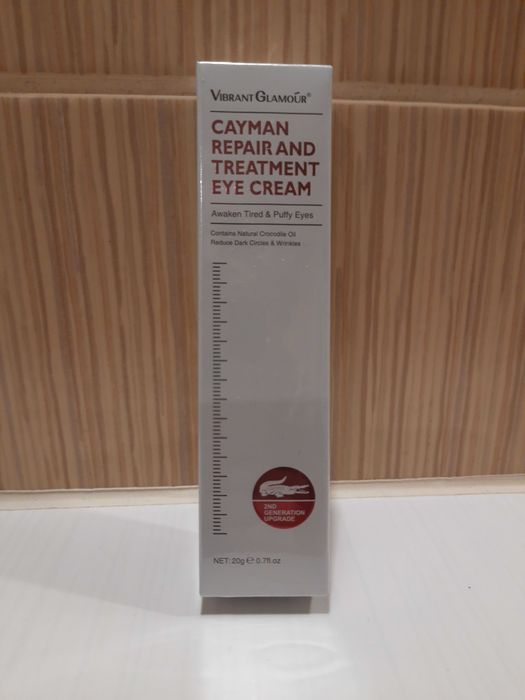 VIBRANT GLAMOUR®
CAYMAN
REPAIR AND
TREATMENT
EYE CREAM
Awaken Tired & Puffy Eyes
Contains Natural Crocodile Oil
Reduce Dark Circles & Wrinkles
2ND
GENERATION
UPGRADE
NET: 20g ℮ 0.7fl.oz